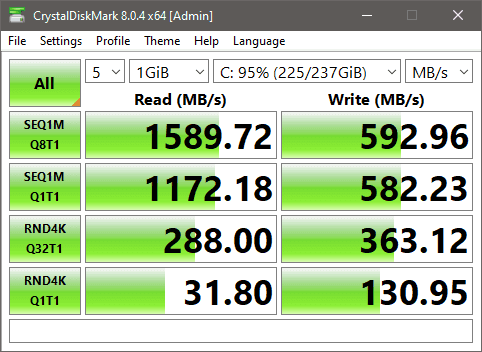 CrystalDiskMark 8.0.4 x64 [Admin]
File Settings Profile Theme Help Language
All 5 1GiB C: 95% (225/237GiB) MB/s
Read (MB/s) Write (MB/s)
SEQ1M
Q8T1 1589.72 592.96
SEQ1M
Q1T1 1172.18 582.23
RND4K
Q32T1 288.00 363.12
RND4K
Q1T1 31.80 130.95